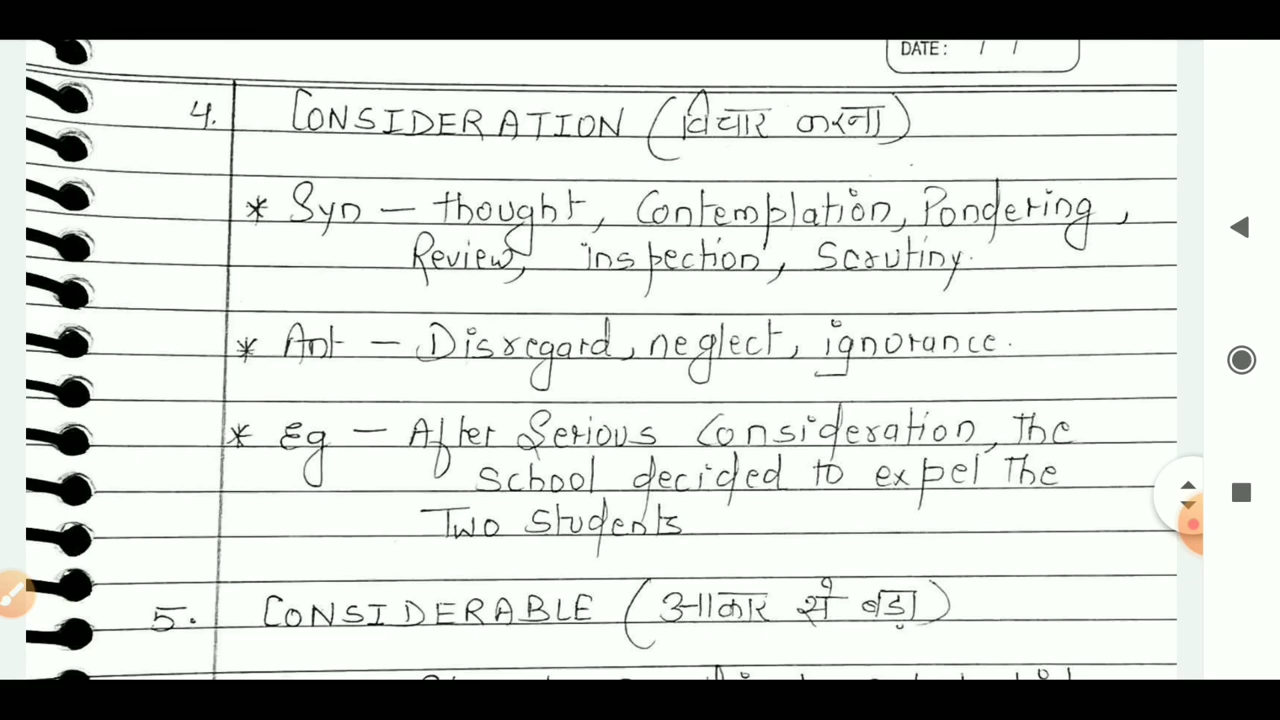 DATE: / /
4. CONSIDERATION (विचार करना)
* Syn - thought, Contemplation, Pondering,
Review, inspection, Scrutiny.
* Ant - Disregard, neglect, ignorance.
* Eg - After Serious Consideration, The
School decided to expel The
Two Students
5. CONSIDERABLE (आकार से बड़ा)